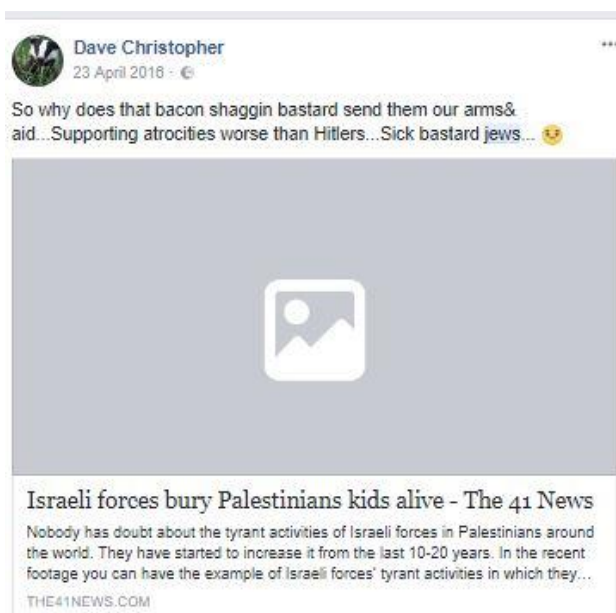 Dave Christopher
23 April 2016 ·
So why does that bacon shaggin bastard send them our arms&
aid...Supporting atrocities worse than Hitlers...Sick bastard jews...
Israeli forces bury Palestinians kids alive - The 41 News
Nobody has doubt about the tyrant activities of Israeli forces in Palestinians around
the world. They have started to increase it from the last 10-20 years. In the recent
footage you can have the example of Israeli forces' tyrant activities in which they...
THE41NEWS.COM